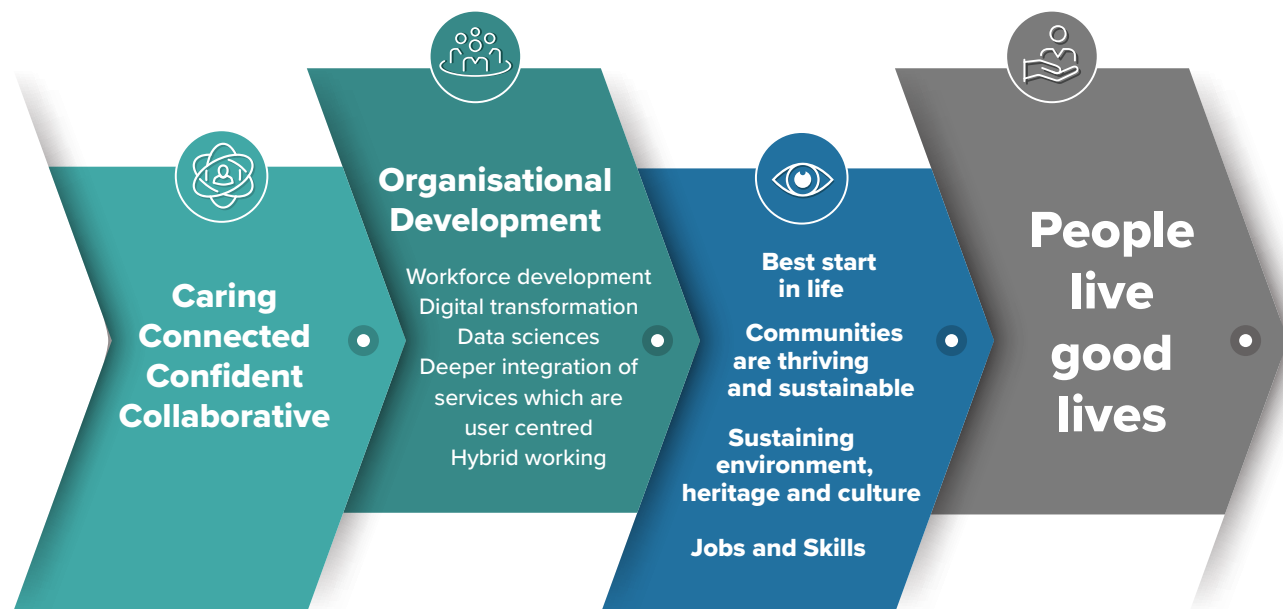 Caring
Connected
Confident
Collaborative
Organisational
Development
Workforce development
Digital transformation
Data sciences
Deeper integration of
services which are
user centred
Hybrid working
Best start
in life
Communities
are thriving
and sustainable
Sustaining
environment,
heritage and culture
Jobs and Skills
People
live
good
lives